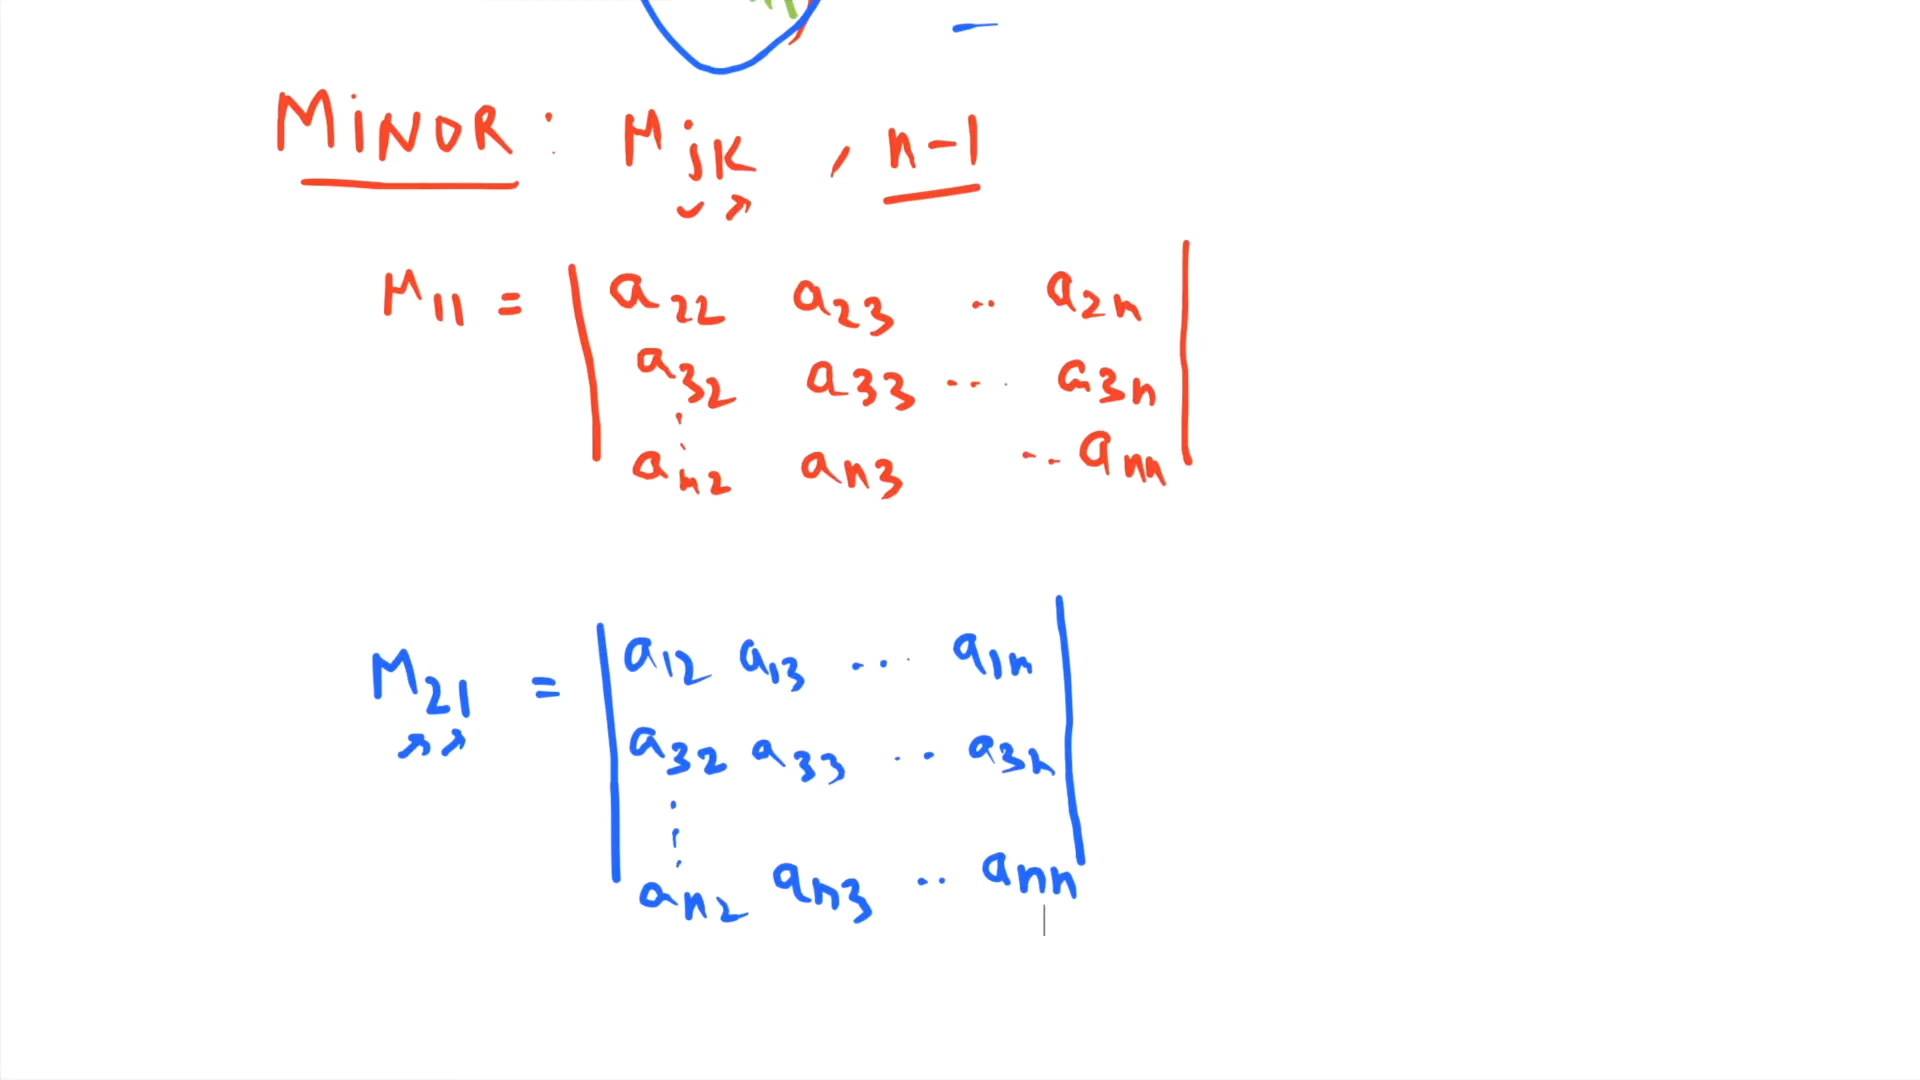 MINOR : Mjk , n-1
M11 = | a22 a23 .. a2n |
a32 a33 ... a3n
an2 an3 .. ann
M21 = | a12 a13 ... a1n |
a32 a33 .. a3n
an2 an3 .. ann